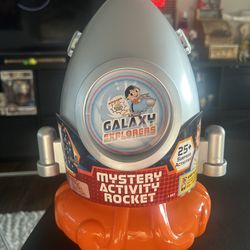 GALAXY
EXPLORERS
25+
MYSTERY
ACTIVITY
ROCKET